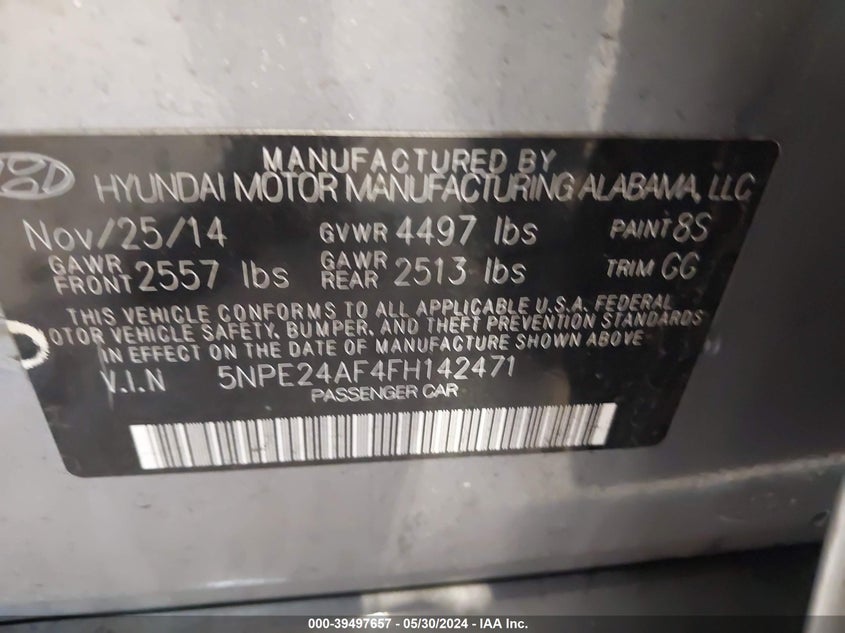 MANUFACTURED BY
HYUNDAI MOTOR MANUFACTURING ALABAMA, LLC
Nov/25/14 GVWR 4497 lbs PAINT 8S
GAWR FRONT 2557 lbs GAWR REAR 2513 lbs TRIM GG
THIS VEHICLE CONFORMS TO ALL APPLICABLE U.S.A. FEDERAL
OTOR VEHICLE SAFETY, BUMPER, AND THEFT PREVENTION STANDARDS
IN EFFECT ON THE DATE OF MANUFACTURE SHOWN ABOVE
V.I.N 5NPE24AF4FH142471
PASSENGER CAR
000-39497657 - 05/30/2024 - IAA Inc.